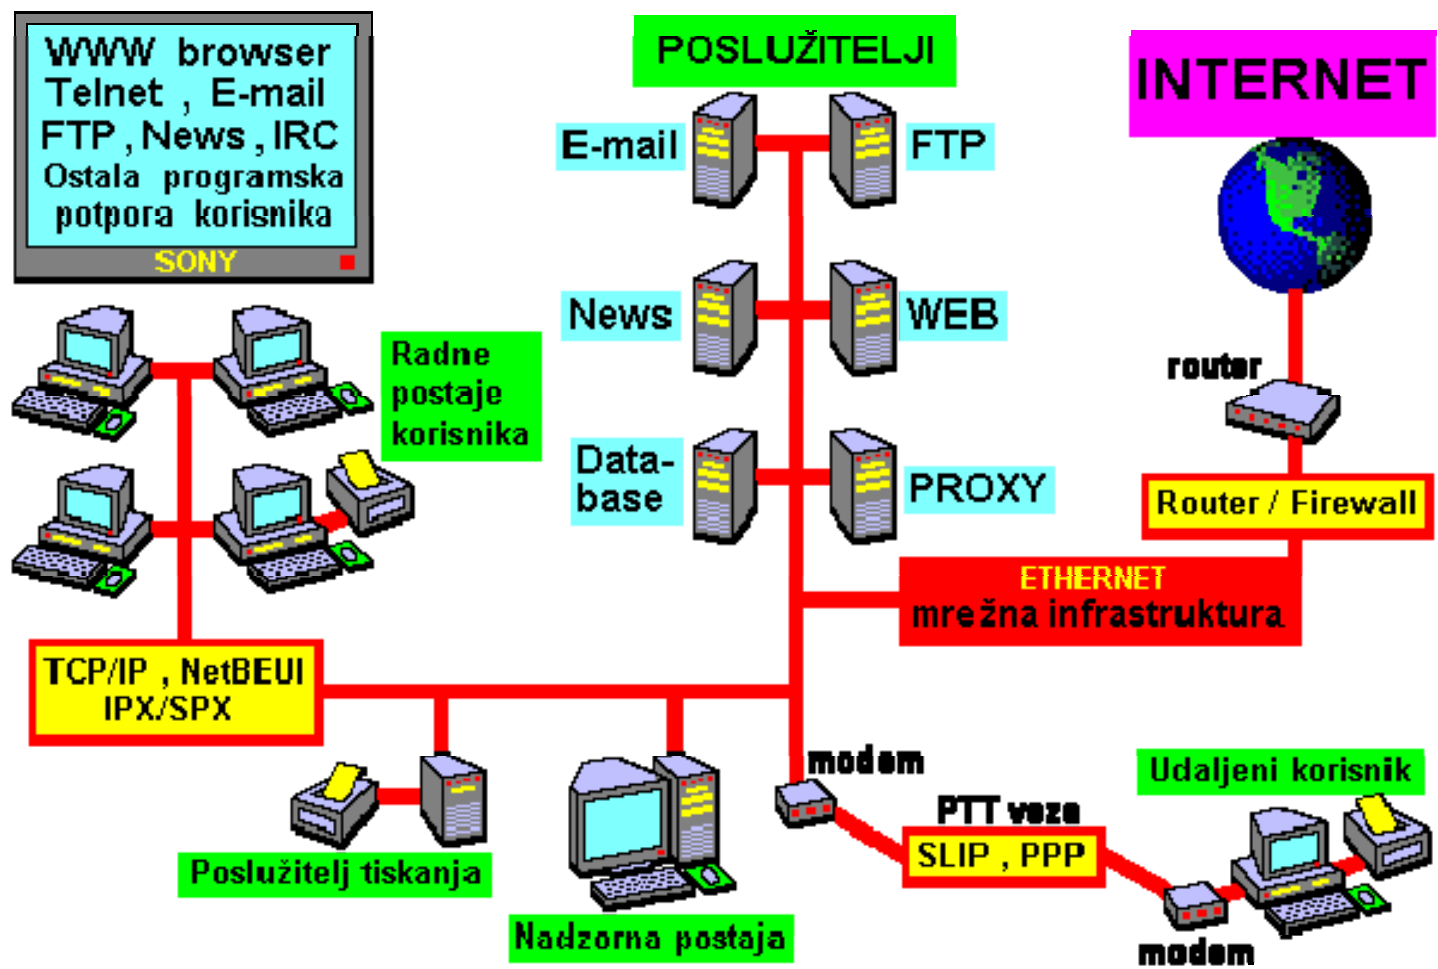 WWW browser
Telnet , E-mail
FTP , News , IRC
Ostala programska
potpora korisnika
SONY
POSLUŽITELJI
E-mail
FTP
News
WEB
Data-
base
PROXY
INTERNET
router
Router / Firewall
ETHERNET
mrežna infrastruktura
Radne
postaje
korisnika
TCP/IP , NetBEUI
IPX/SPX
Poslužitelj tiskanja
Nadzorna postaja
modem
PTT veza
SLIP , PPP
Udaljeni korisnik
modem